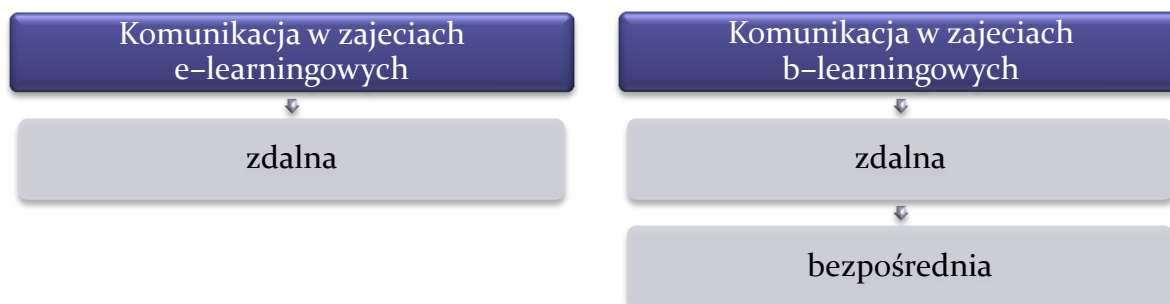 Komunikacja w zajeciach
e–learningowych
zdalna
Komunikacja w zajeciach
b–learningowych
zdalna
bezpośrednia